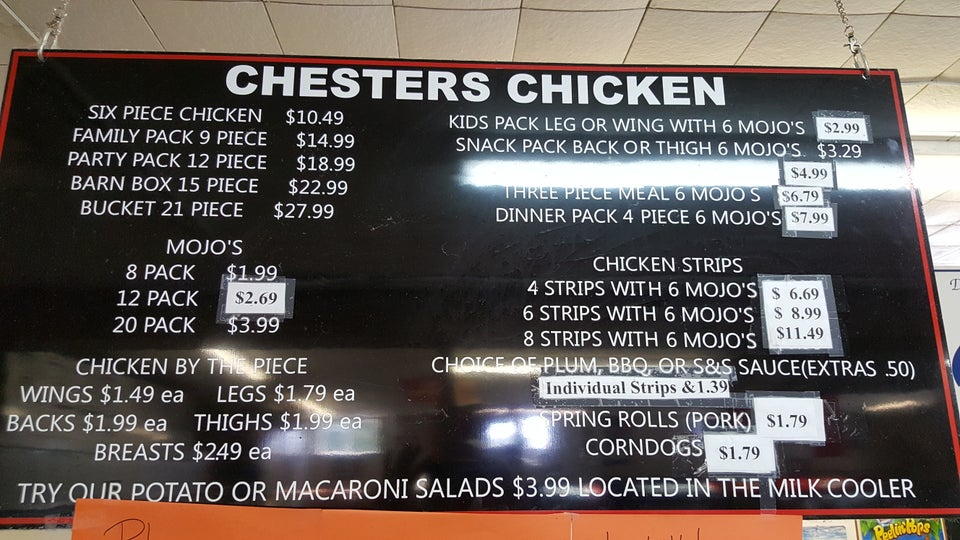 CHESTERS CHICKEN
SIX PIECE CHICKEN $10.49
FAMILY PACK 9 PIECE $14.99
PARTY PACK 12 PIECE $18.99
BARN BOX 15 PIECE $22.99
BUCKET 21 PIECE $27.99
MOJO'S
8 PACK $1.99
12 PACK $2.69
20 PACK $3.99
CHICKEN BY THE PIECE
WINGS $1.49 ea LEGS $1.79 ea
BACKS $1.99 ea THIGHS $1.99 ea
BREASTS $249 ea
KIDS PACK LEG OR WING WITH 6 MOJO'S $2.99
SNACK PACK BACK OR THIGH 6 MOJO'S $3.29
$4.99
THREE PIECE MEAL 6 MOJO'S $6.79
DINNER PACK 4 PIECE 6 MOJO'S $7.99
CHICKEN STRIPS
4 STRIPS WITH 6 MOJO'S $ 6.69
6 STRIPS WITH 6 MOJO'S $ 8.99
8 STRIPS WITH 6 MOJO'S $11.49
CHOICE OF PLUM, BBQ, OR S&S SAUCE(EXTRAS .50)
Individual Strips &1.39
SPRING ROLLS (PORK) $1.79
CORNDOGS $1.79
TRY OUR POTATO OR MACARONI SALADS $3.99 LOCATED IN THE MILK COOLER
Peelin' Pops